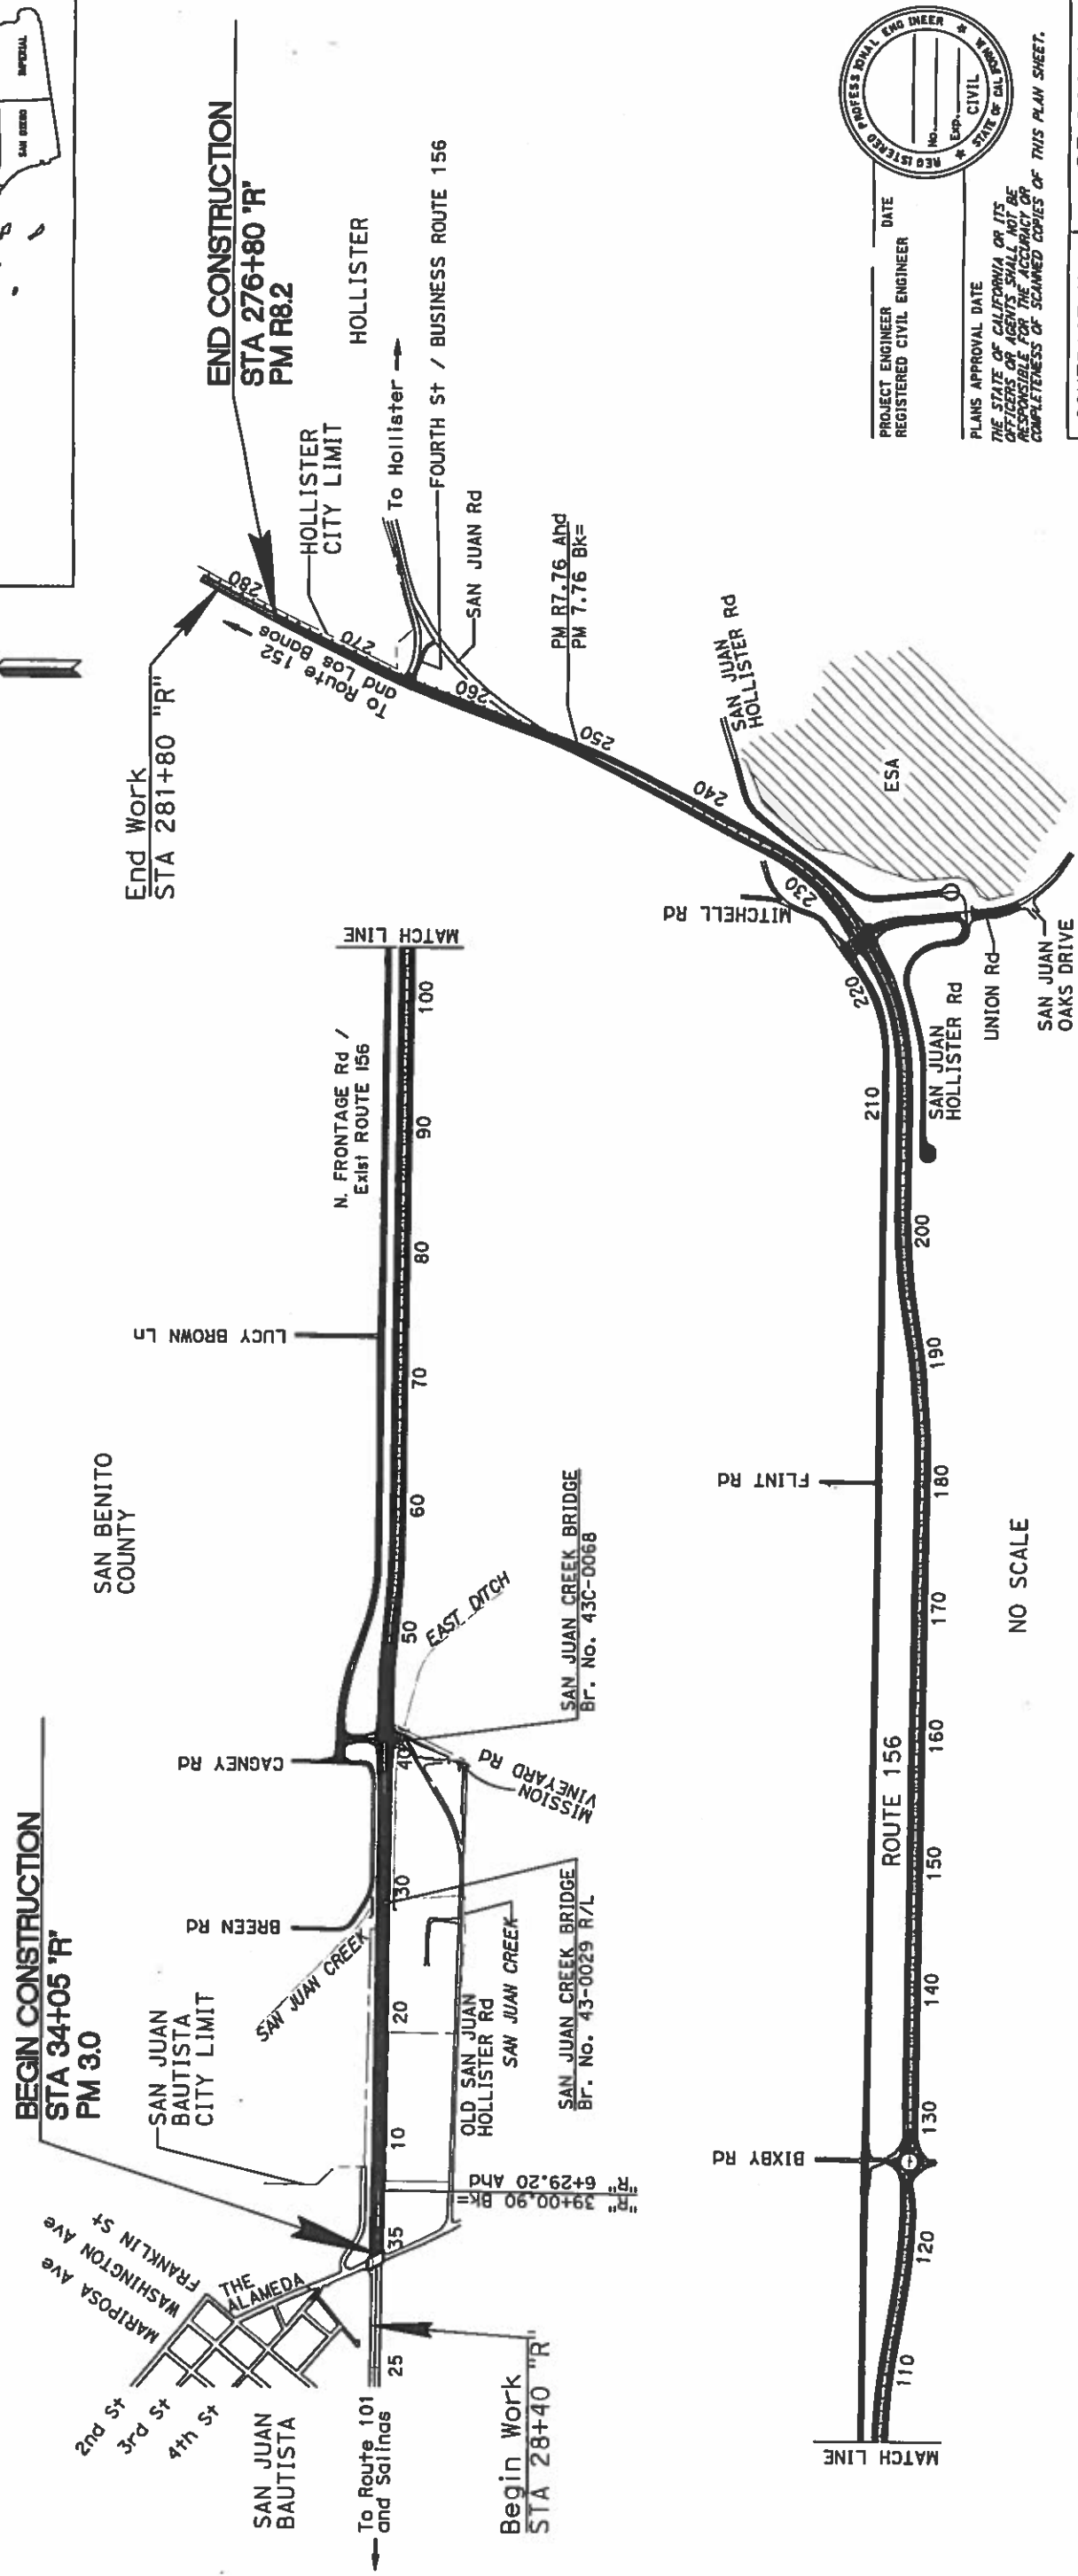 SAN DIEGO
IMPERIAL
BEGIN CONSTRUCTION
STA 34+05 "R"
PM 3.0
SAN JUAN
BAUTISTA
CITY LIMIT
SAN BENITO
COUNTY
End Work
STA 281+80 "R"
END CONSTRUCTION
STA 276+80 "R"
PM R8.2
HOLLISTER
HOLLISTER
CITY LIMIT
To Hollister
FOURTH St / BUSINESS ROUTE 156
SAN JUAN Rd
To Route 152
and Los Banos
280
270
260
250
240
230
220
210
PM R7.76 Ahd
PM 7.76 Bk=
SAN JUAN
HOLLISTER Rd
ESA
MITCHELL Rd
UNION Rd
SAN JUAN
OAKS DRIVE
SAN JUAN
HOLLISTER Rd
MARIPOSA Ave
WASHINGTON Ave
FRANKLIN St
THE
ALAMEDA
2nd St
3rd St
4th St
SAN JUAN
BAUTISTA
To Route 101
and Salinas
Begin Work
STA 28+40 "R"
25
35
10
20
30
40
50
60
70
80
90
100
"R" 39+00.90 Bk=
"R" 6+29.20 Ahd
SAN JUAN CREEK
BREEN Rd
CAGNEY Rd
LUCY BROWN Ln
N. FRONTAGE Rd /
Exist ROUTE 156
MATCH LINE
OLD SAN JUAN
HOLLISTER Rd
SAN JUAN CREEK
SAN JUAN CREEK BRIDGE
Br. No. 43-0029 R/L
MISSION
VINEYARD Rd
EAST DITCH
SAN JUAN CREEK BRIDGE
Br. No. 43C-0068
MATCH LINE
110
120
130
140
150
160
170
180
190
200
BIXBY Rd
ROUTE 156
FLINT Rd
NO SCALE
PROJECT ENGINEER
DATE
REGISTERED CIVIL ENGINEER
PLANS APPROVAL DATE
THE STATE OF CALIFORNIA OR ITS
OFFICERS OR AGENTS SHALL NOT BE
RESPONSIBLE FOR THE ACCURACY OR
COMPLETENESS OF SCANNED COPIES OF THIS PLAN SHEET.
REGISTERED PROFESSIONAL ENGINEER
No.
Exp.
CIVIL
STATE OF CALIFORNIA